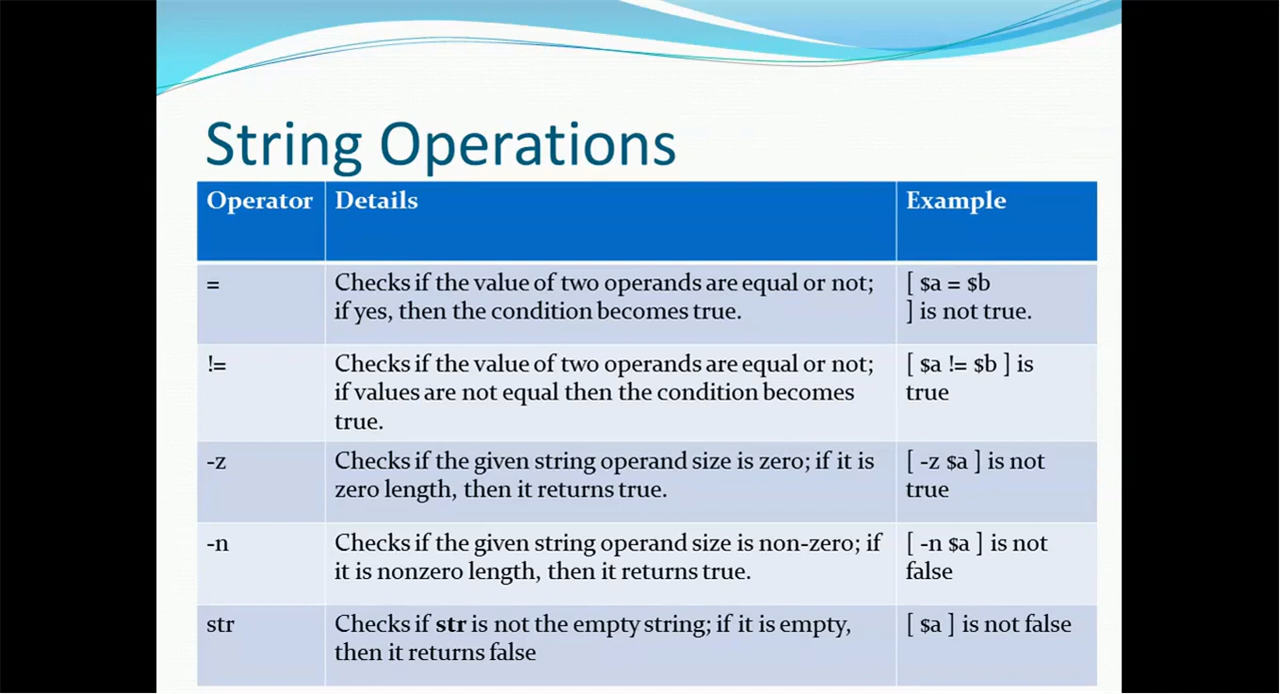 String Operations
Operator Details Example
= Checks if the value of two operands are equal or not; [ $a = $b
if yes, then the condition becomes true. ] is not true.
!= Checks if the value of two operands are equal or not; [ $a != $b ] is
if values are not equal then the condition becomes true
true.
-z Checks if the given string operand size is zero; if it is [ -z $a ] is not
zero length, then it returns true. true
-n Checks if the given string operand size is non-zero; if [ -n $a ] is not
it is nonzero length, then it returns true. false
str Checks if str is not the empty string; if it is empty, [ $a ] is not false
then it returns false